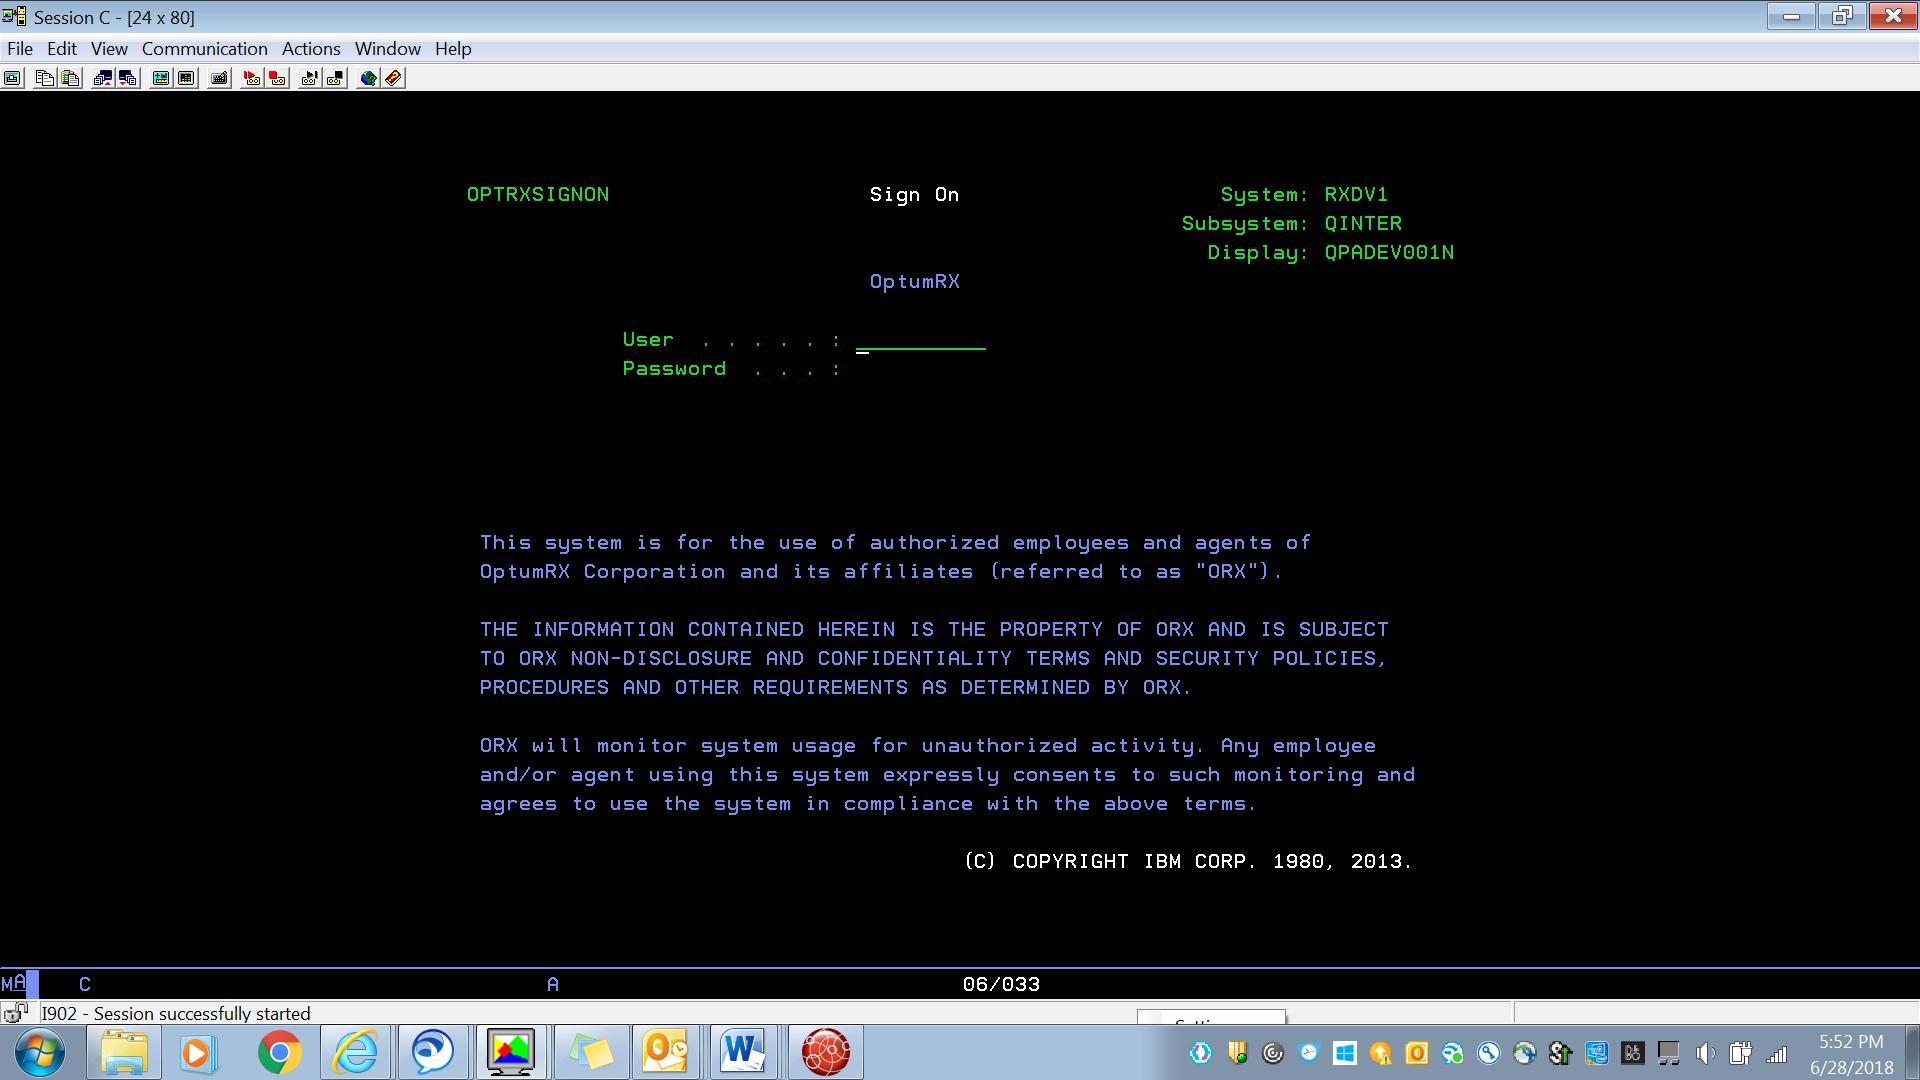 Session C - [24 x 80]
File Edit View Communication Actions Window Help
OPTRXSIGNON Sign On System: RXDV1
Subsystem: QINTER
Display: QPADEV001N
OptumRX
User . . . . . :
Password . . . :
This system is for the use of authorized employees and agents of
OptumRX Corporation and its affiliates (referred to as "ORX").
THE INFORMATION CONTAINED HEREIN IS THE PROPERTY OF ORX AND IS SUBJECT
TO ORX NON-DISCLOSURE AND CONFIDENTIALITY TERMS AND SECURITY POLICIES,
PROCEDURES AND OTHER REQUIREMENTS AS DETERMINED BY ORX.
ORX will monitor system usage for unauthorized activity. Any employee
and/or agent using this system expressly consents to such monitoring and
agrees to use the system in compliance with the above terms.
(C) COPYRIGHT IBM CORP. 1980, 2013.
MA C A 06/033
I902 - Session successfully started
5:52 PM
6/28/2018